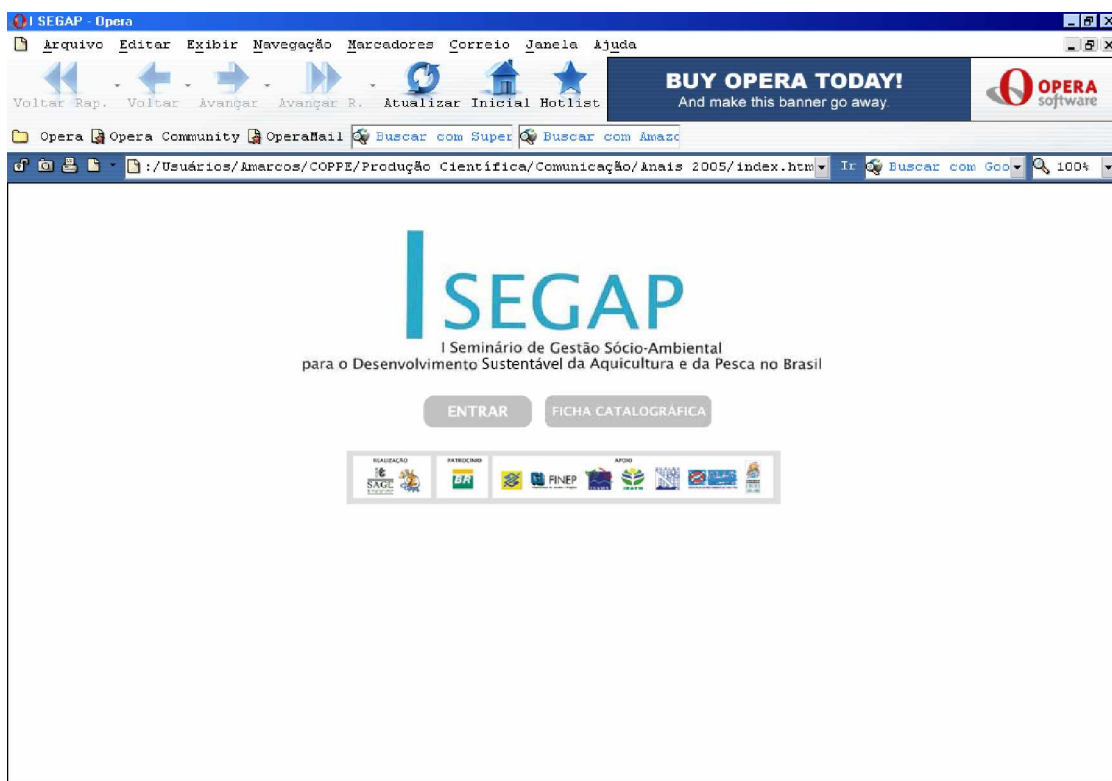 I SEGAP - Opera
Arquivo Editar Exibir Navegação Marcadores Correio Janela Ajuda
Voltar Rap. Voltar Avançar Avançar R. Atualizar Inicial Hotlist
BUY OPERA TODAY!
And make this banner go away.
OPERA
software
Opera Opera Community OperaMail Buscar com Super Buscar com Amazo
:/Usuários/Amarcos/COPPE/Produção Científica/Comunicação/Anais 2005/index.htm Ir Buscar com Goo 100%
I SEGAP
I Seminário de Gestão Sócio-Ambiental
para o Desenvolvimento Sustentável da Aquicultura e da Pesca no Brasil
ENTRAR FICHA CATALOGRÁFICA
REALIZAÇÃO PATROCÍNIO APOIO
SAGE BR FINEP